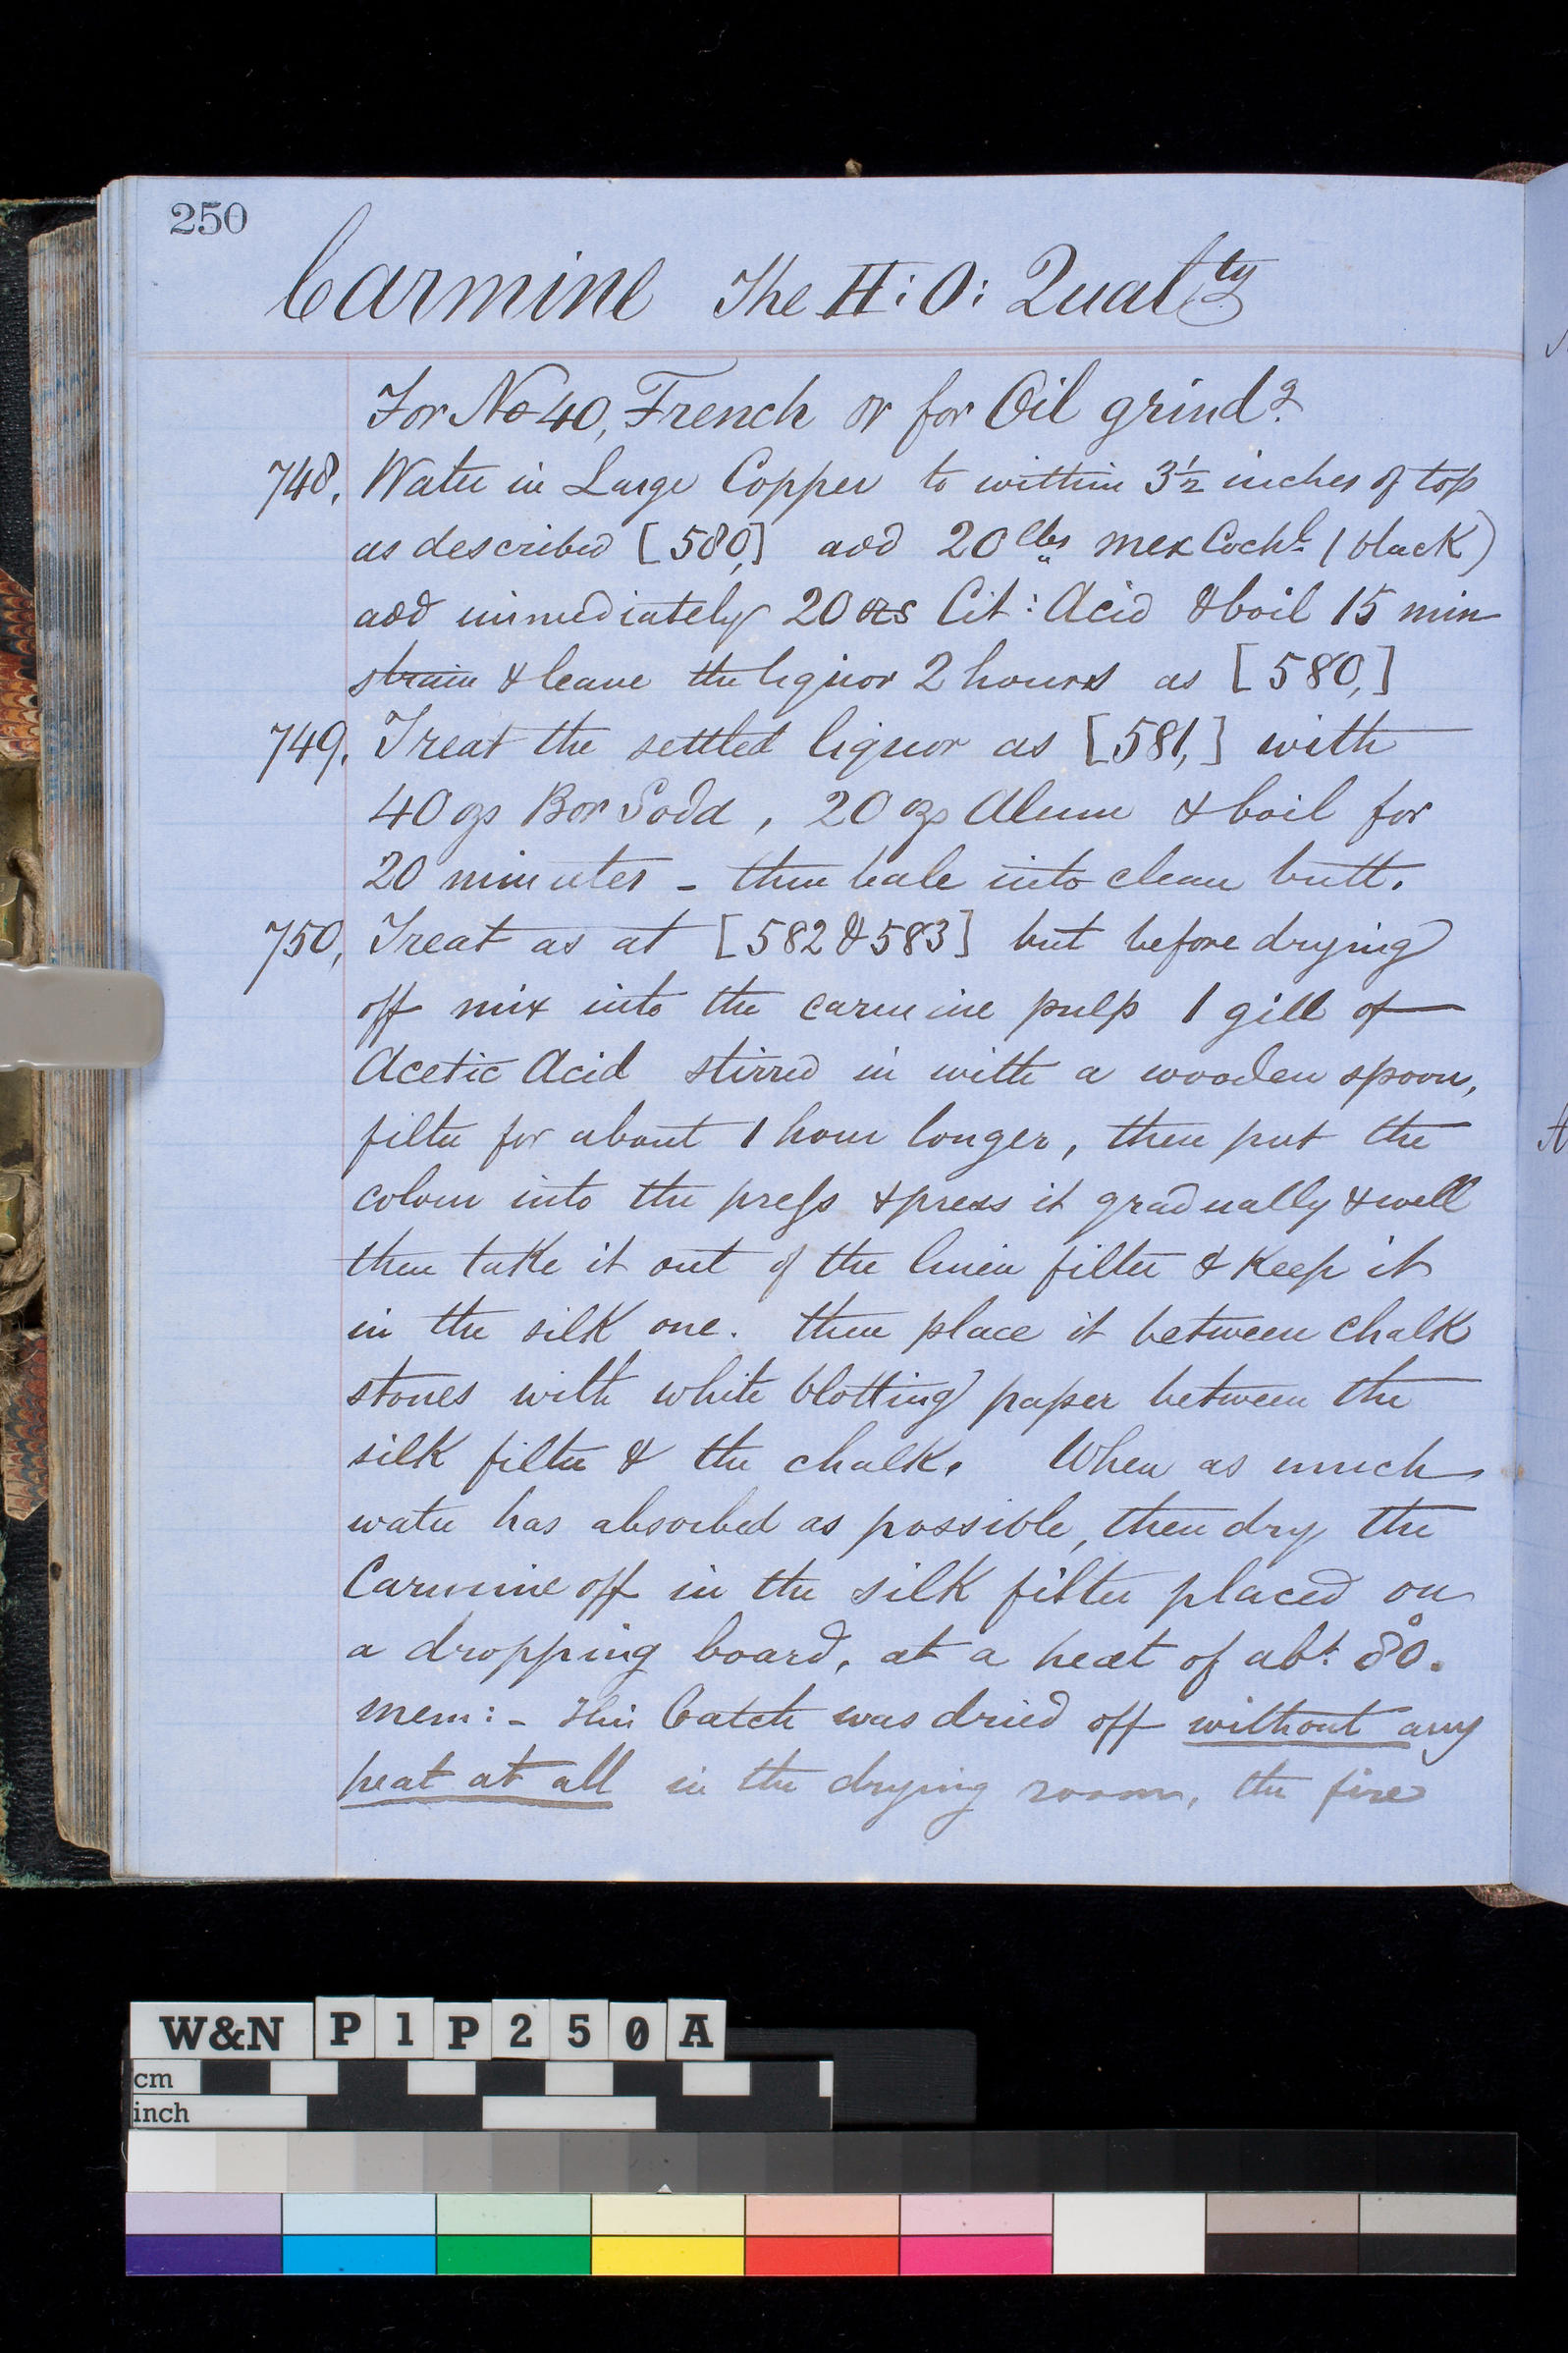 250
Carmine The H:O: Qual ty
For No 40, French or for Oil grind g.
748, Water in Large Copper to within 3½ inches of top
as described [580,] add 20 lbs mex Coch l. (black)
add immediately 20 ozs Cit: Acid & boil 15 min
strain & leave the liquor 2 hours as [580,]
749, Treat the settled liquor as [581,] with
40 ozs Bor Soda, 20 ozs Alum & boil for
20 minutes - then bale into clean butt.
750, Treat as at [582 & 583] but before drying
off mix into the carmine pulp 1 gill of
Acetic Acid stirred in with a wooden spoon,
filter for about 1 hour longer, then put the
colour into the press & press it gradually & well
then take it out of the linen filter & keep it
in the silk one. then place it between chalk
stones with white blotting paper between the
silk filter & the chalk. When as much
water has absorbed as possible, then dry the
Carmine off in the silk filter placed on
a dropping board, at a heat of ab t. 80°.
mem:- This batch was dried off without any
heat at all in the drying room, the fire
W&N P1P250A
cm
inch